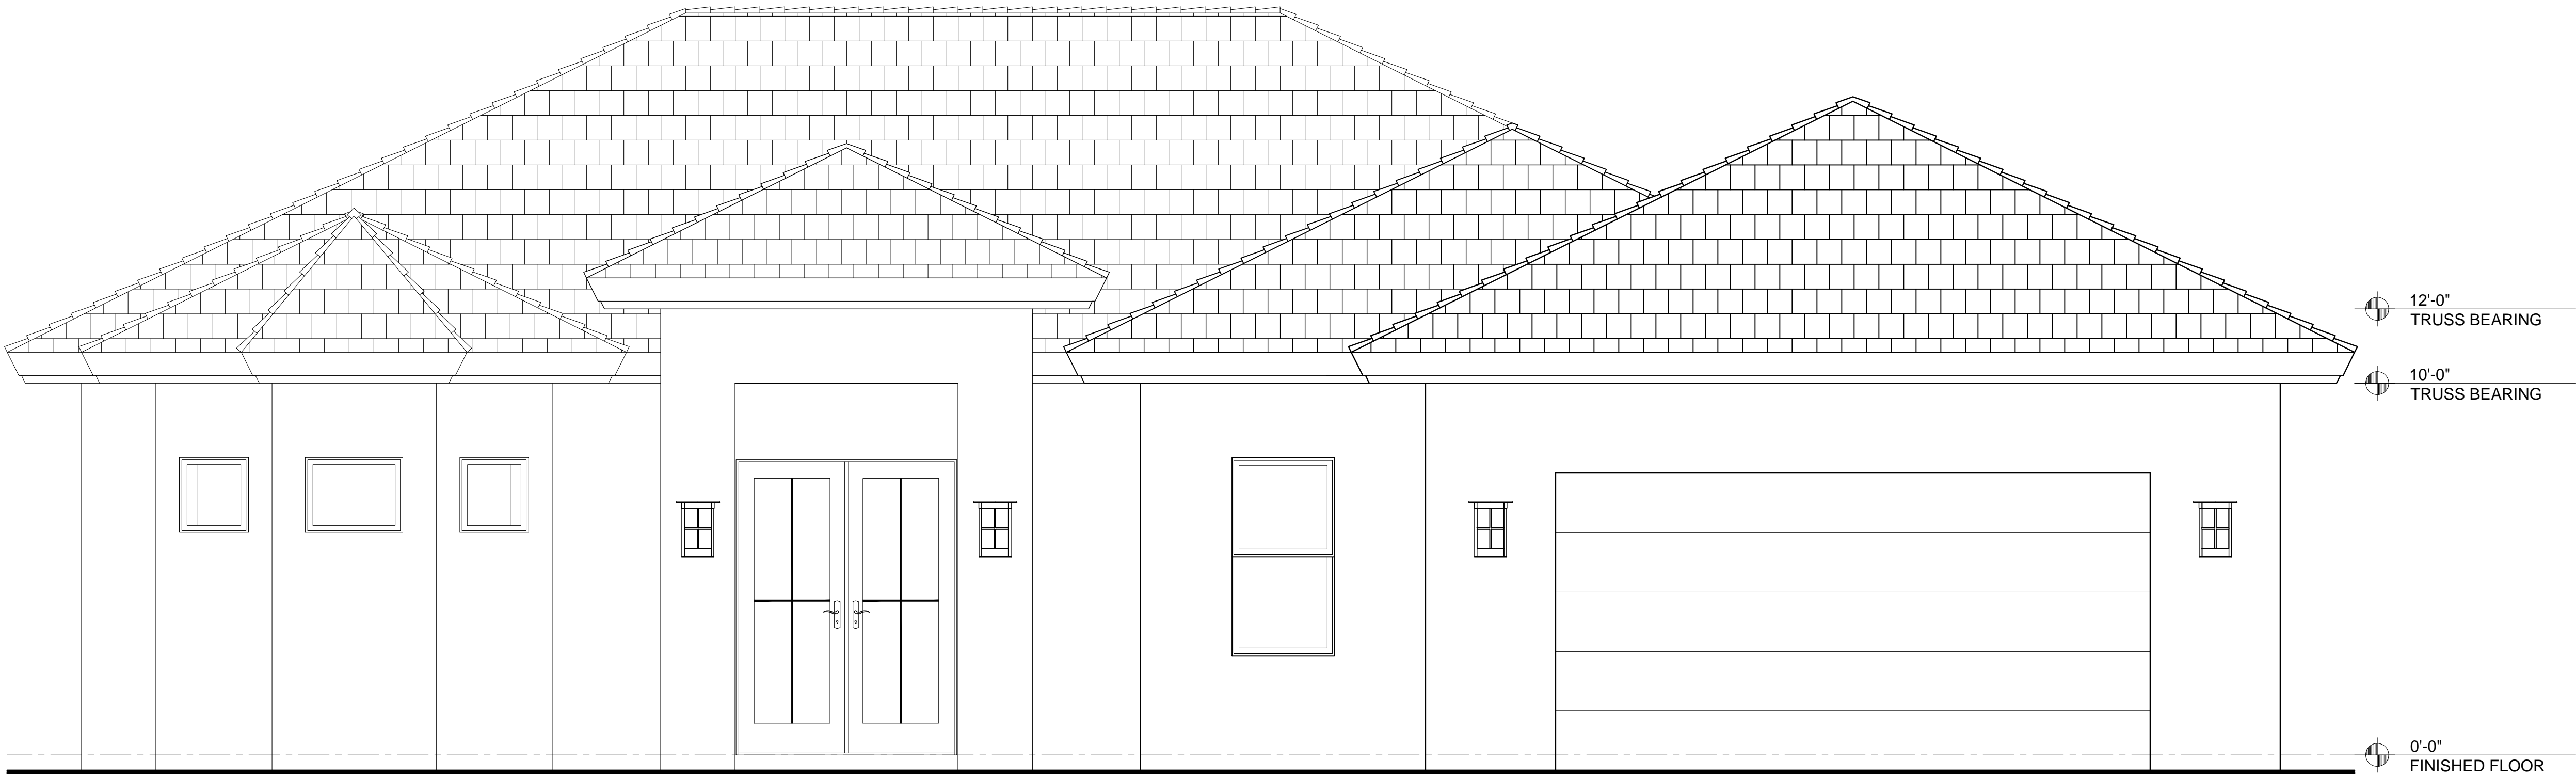 12'-0"
TRUSS BEARING
10'-0"
TRUSS BEARING
0'-0"
FINISHED FLOOR